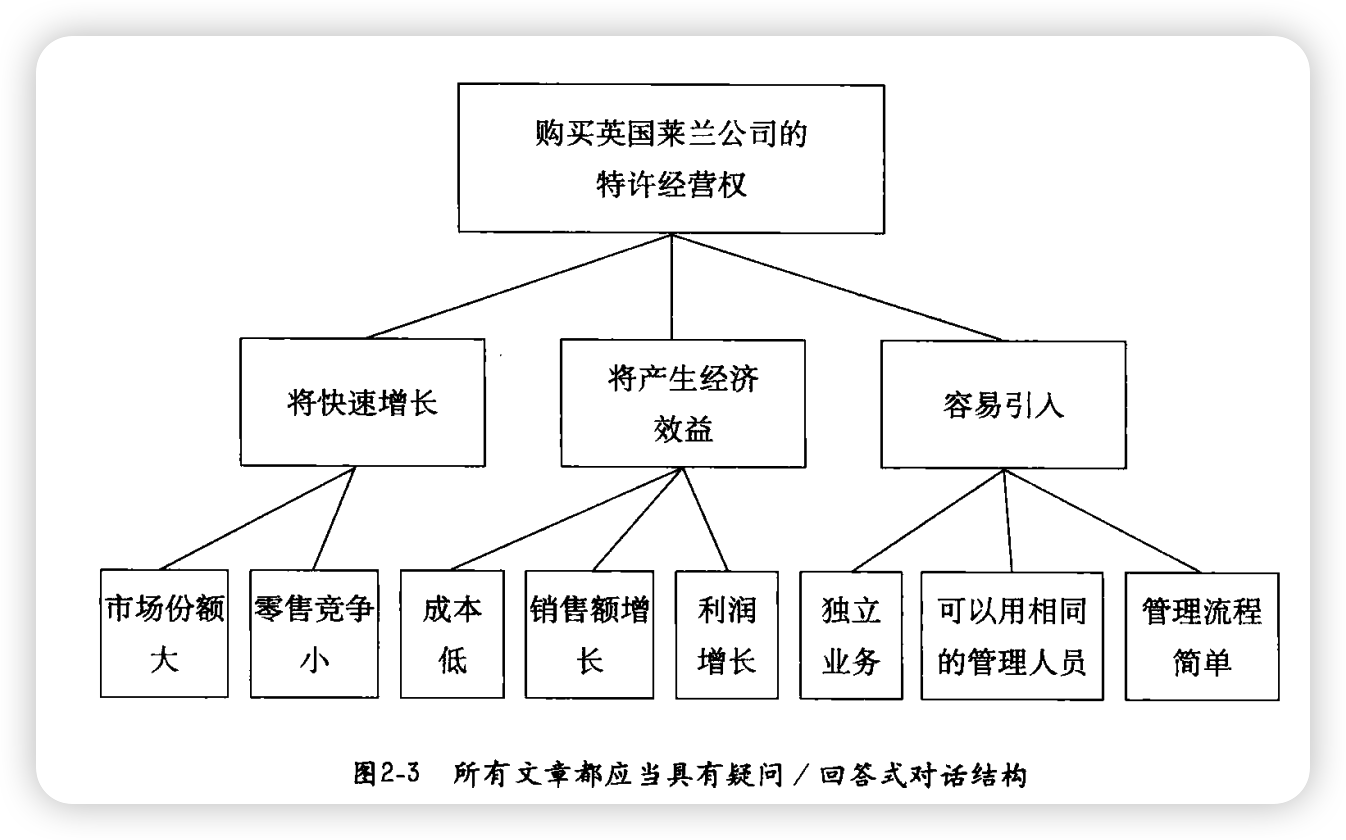 购买英国莱兰公司的
特许经营权
将快速增长
将产生经济
效益
容易引入
市场份额
大
零售竞争
小
成本
低
销售额增
长
利润
增长
独立
业务
可以用相同
的管理人员
管理流程
简单
图2-3 所有文章都应当具有疑问/回答式对话结构